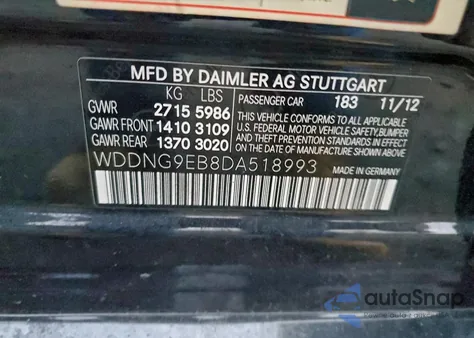 MFD BY DAIMLER AG STUTTGART
KG LBS
PASSENGER CAR 183 11/12
GWR 2715 5986
GAWR FRONT 1410 3109
GAWR REAR 1370 3020
THIS VEHICLE CONFORMS TO ALL APPLICABLE
U.S. FEDERAL MOTOR VEHICLE SAFETY, BUMPER
AND THEFT PREVENTION STANDARDS IN EFFECT ON
THE DATE OF MANUFACTURE SHOWN ABOVE.
WDDNG9EB8DA518993
MADE IN GERMANY
autoSnap